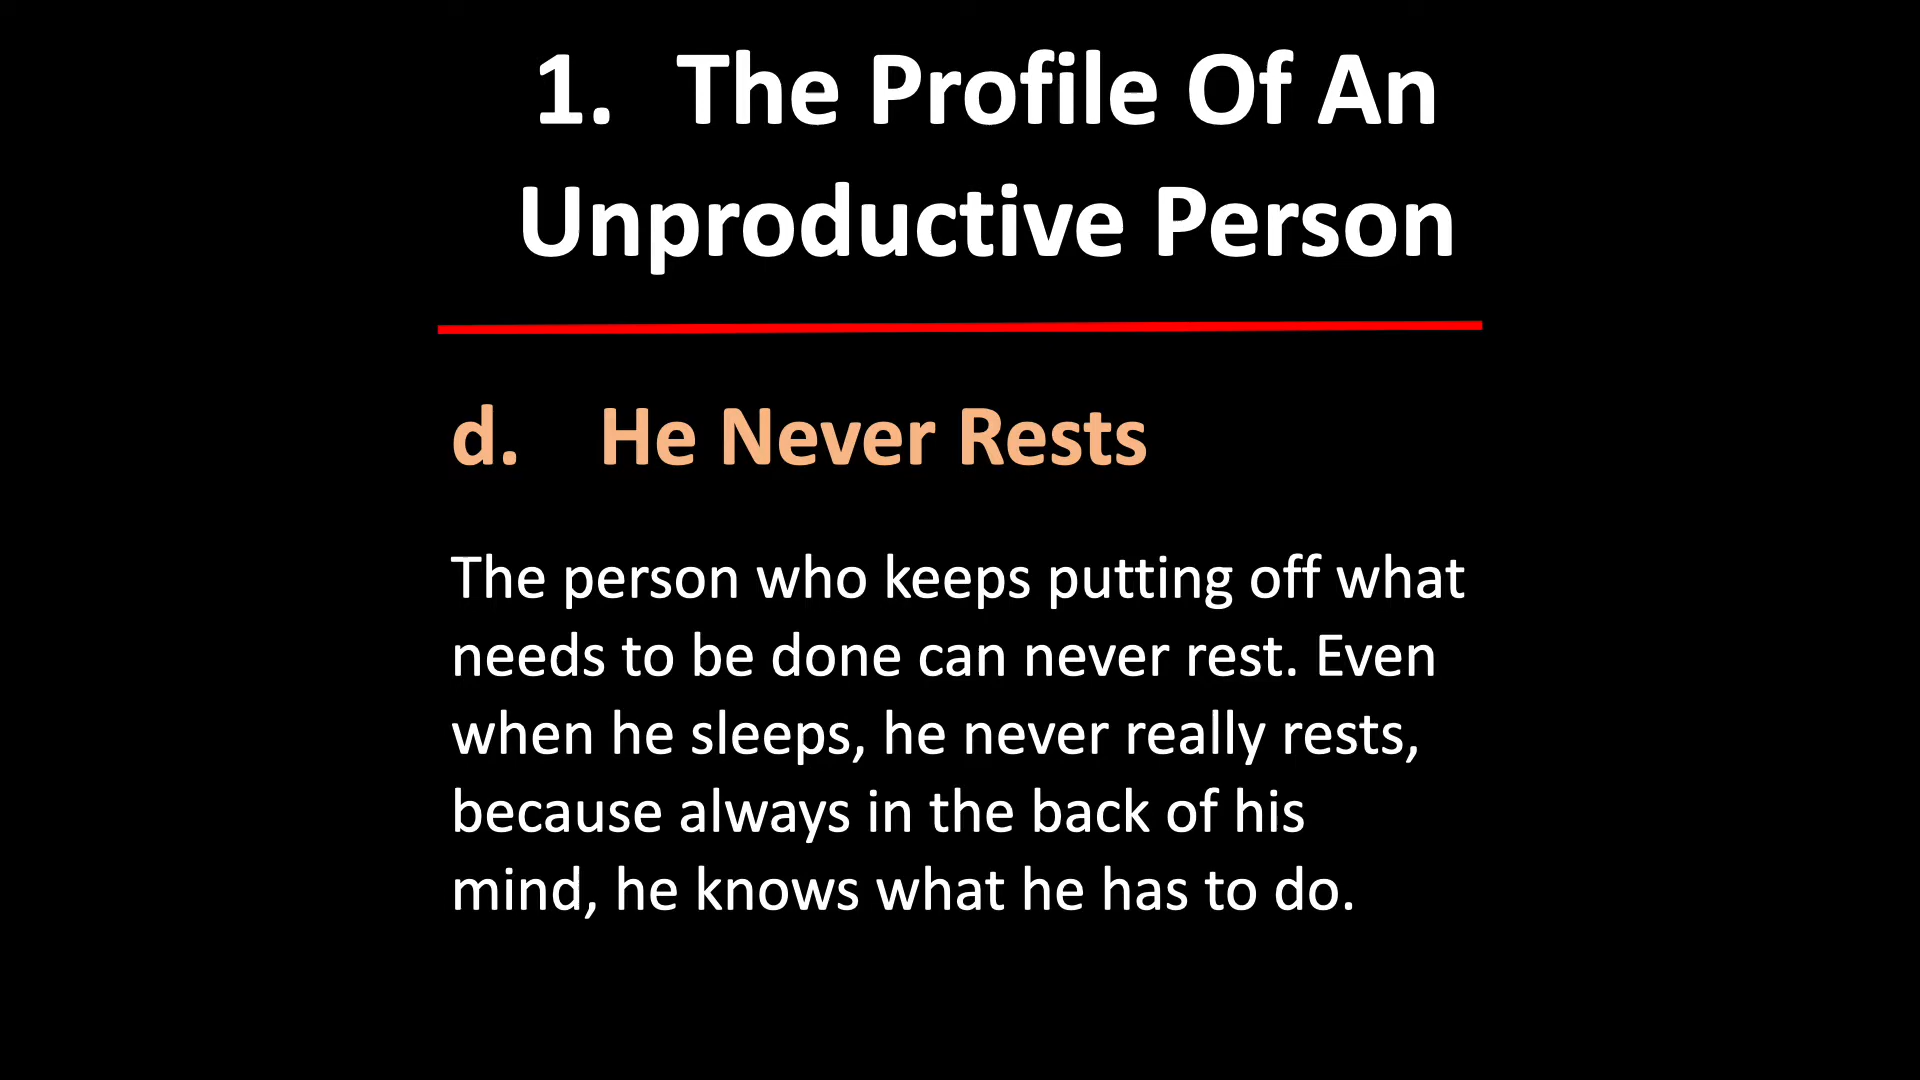 1. The Profile Of An
Unproductive Person
d. He Never Rests
The person who keeps putting off what
needs to be done can never rest. Even
when he sleeps, he never really rests,
because always in the back of his
mind, he knows what he has to do.